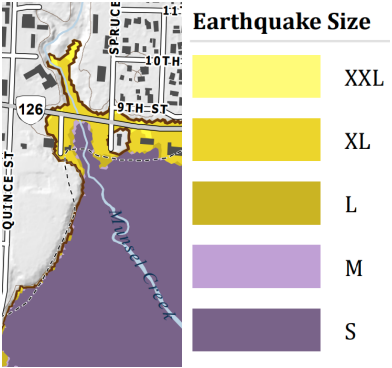 SPRUCE
11
10TH
9TH ST
126
QUINCE ST
Munsel Creek
Earthquake Size
XXL
XL
L
M
S